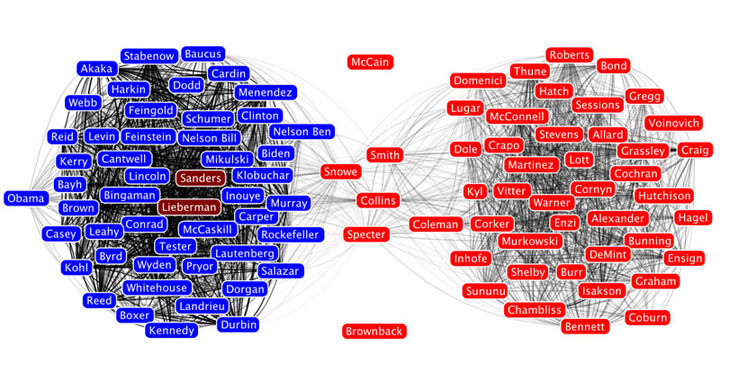 Stabenow
Baucus
Akaka
Cardin
Harkin
Dodd
Menendez
Webb
Feingold
Schumer
Clinton
Reid
Levin
Feinstein
Nelson Bill
Nelson Ben
Kerry
Cantwell
Mikulski
Biden
Bayh
Lincoln
Sanders
Klobuchar
Obama
Bingaman
Inouye
Brown
Lieberman
Murray
Casey
Leahy
Conrad
McCaskill
Carper
Rockefeller
Tester
Byrd
Lautenberg
Kohl
Wyden
Pryor
Salazar
Whitehouse
Dorgan
Reed
Landrieu
Boxer
Kennedy
Durbin
McCain
Smith
Snowe
Collins
Specter
Coleman
Brownback
Roberts
Thune
Bond
Domenici
Hatch
Gregg
Lugar
McConnell
Sessions
Voinovich
Stevens
Allard
Dole
Crapo
Lott
Grassley
Craig
Martinez
Cochran
Kyl
Vitter
Cornyn
Hutchison
Warner
Corker
Enzi
Alexander
Hagel
Murkowski
Bunning
Inhofe
DeMint
Ensign
Shelby
Burr
Graham
Sununu
Isakson
Chambliss
Coburn
Bennett